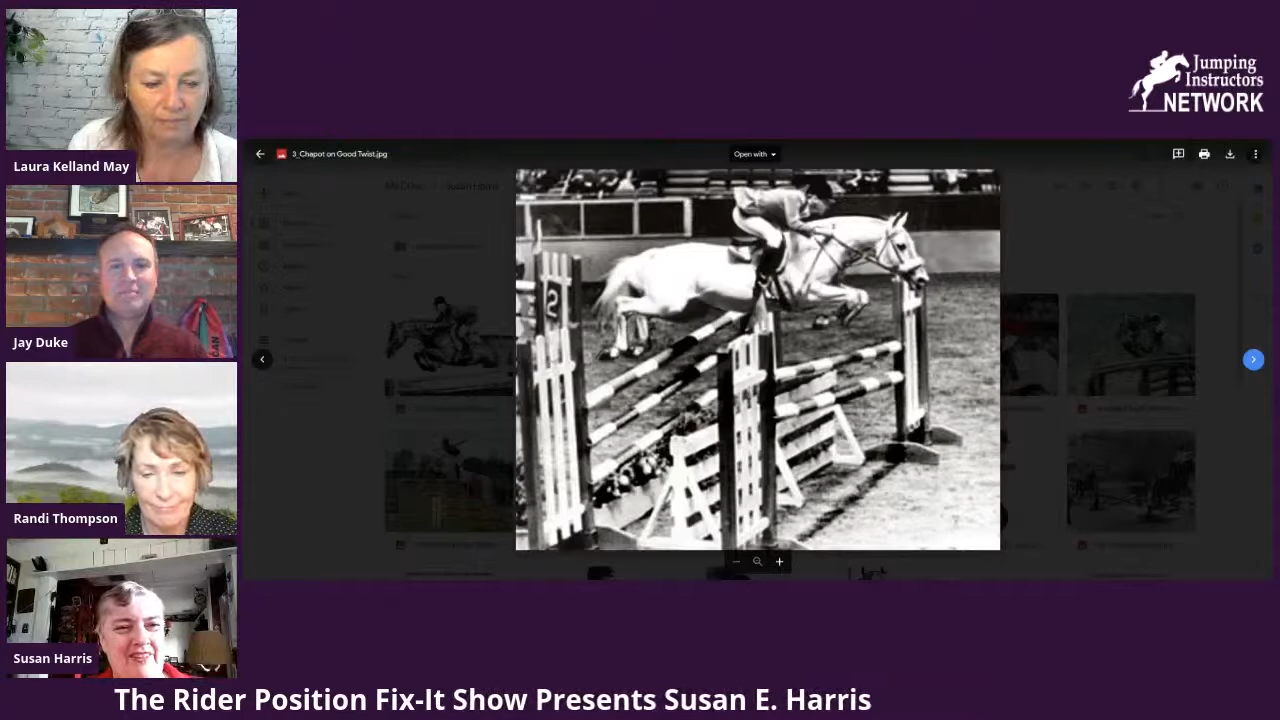 Laura Kelland May
Jay Duke
Randi Thompson
Susan Harris
Jumping
Instructors
NETWORK
3_Chapot on Good Twist.jpg
Open with
2
The Rider Position Fix-It Show Presents Susan E. Harris